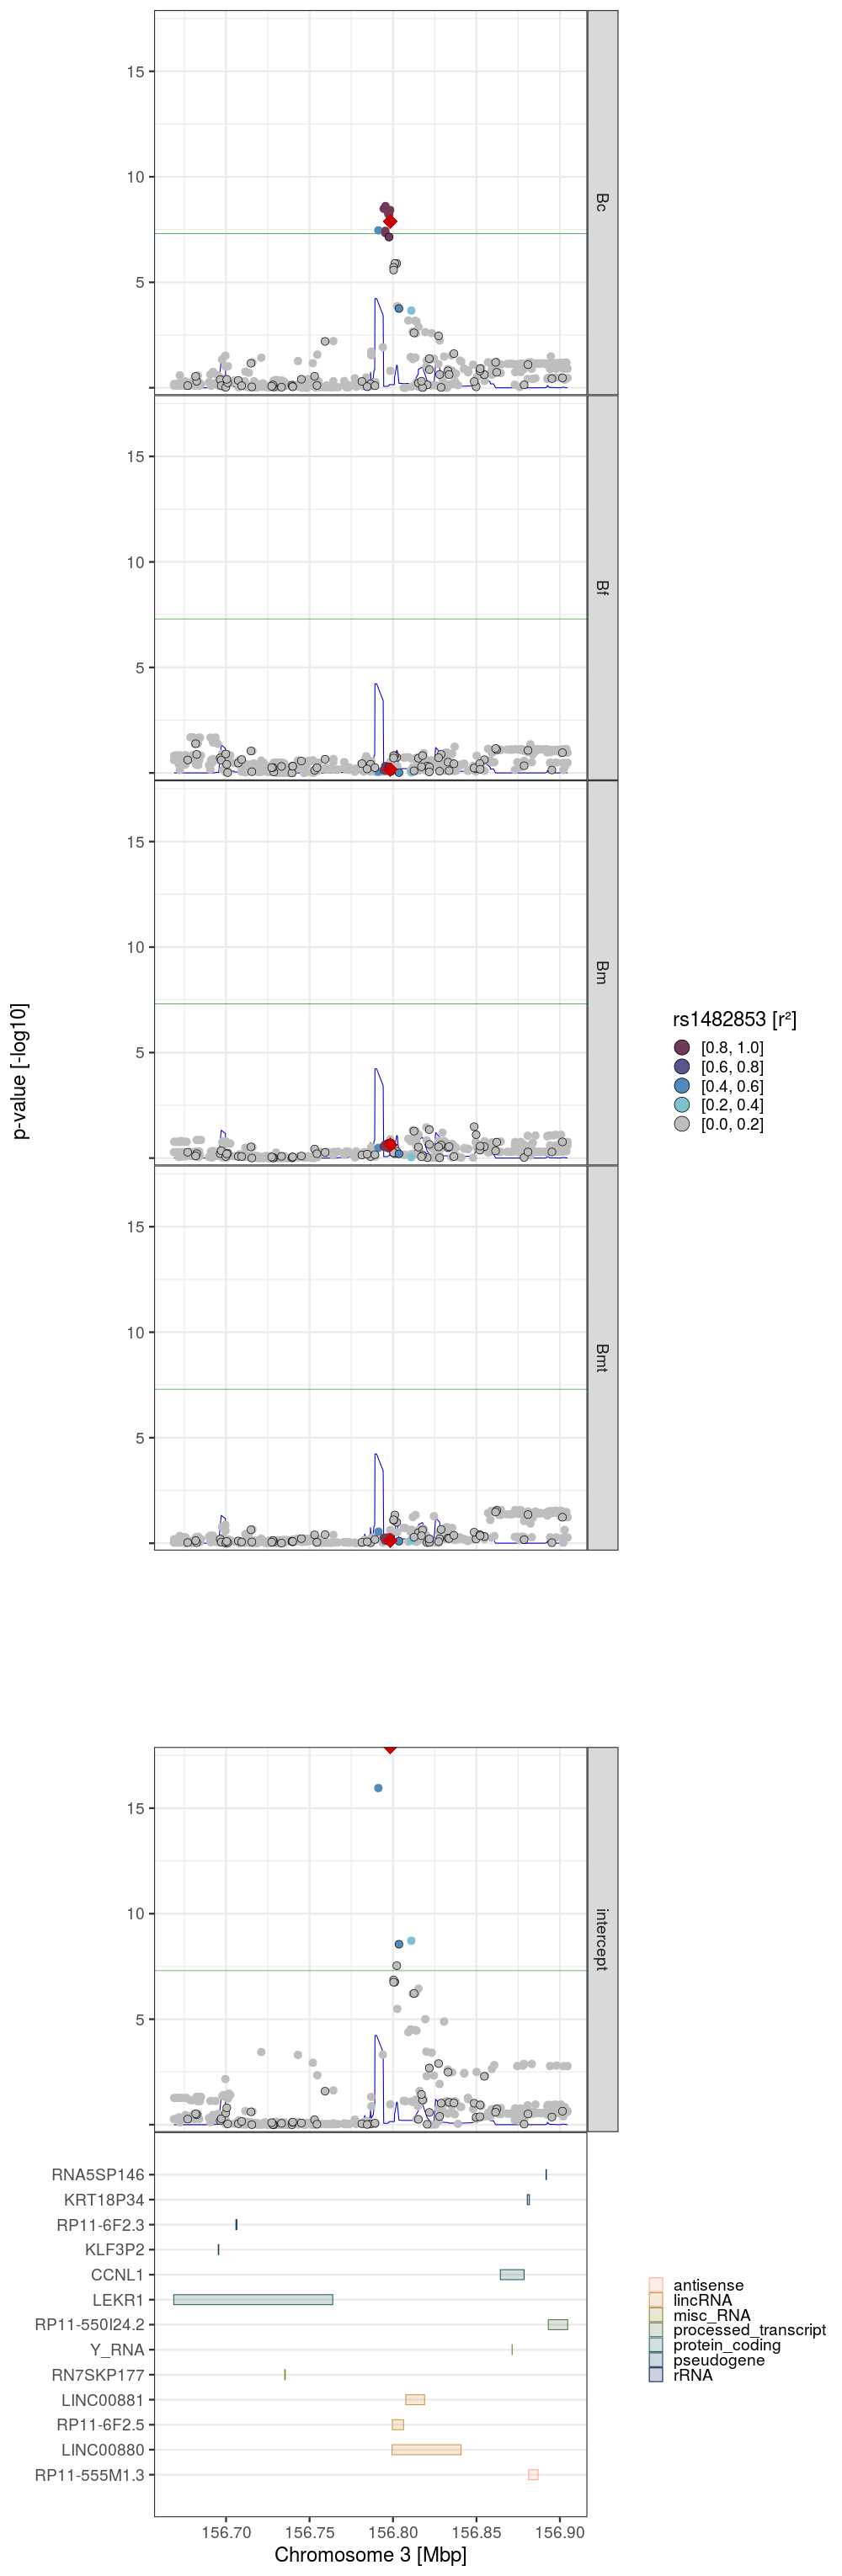 15
10
5
Bc
15
10
5
Bf
15
10
5
Bm
15
10
5
Bmt
p-value [-log10]
rs1482853 [r²]
[0.8, 1.0]
[0.6, 0.8]
[0.4, 0.6]
[0.2, 0.4]
[0.0, 0.2]
15
10
5
intercept
RNA5SP146
KRT18P34
RP11-6F2.3
KLF3P2
CCNL1
LEKR1
RP11-550I24.2
Y_RNA
RN7SKP177
LINC00881
RP11-6F2.5
LINC00880
RP11-555M1.3
antisense
lincRNA
misc_RNA
processed_transcript
protein_coding
pseudogene
rRNA
156.70 156.75 156.80 156.85 156.90
Chromosome 3 [Mbp]